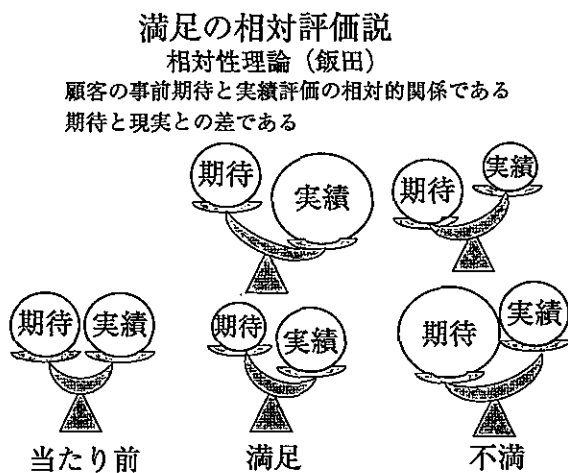 満足の相対評価説
相対性理論（飯田）
顧客の事前期待と実績評価の相対的関係である
期待と現実との差である
期待
実績
期待
実績
期待
実績
期待
実績
期待
実績
当たり前
満足
不満